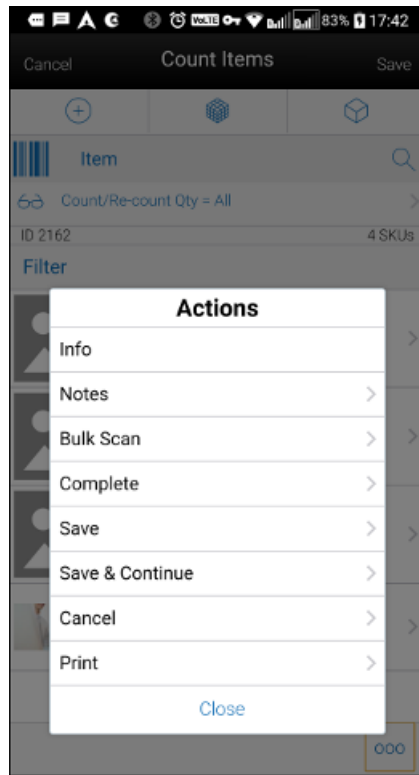 VoLTE 83% 17:42
Cancel Count Items Save
Item
Count/Re-count Qty = All
ID 2162 4 SKUs
Filter
Actions
Info
Notes
Bulk Scan
Complete
Save
Save & Continue
Cancel
Print
Close